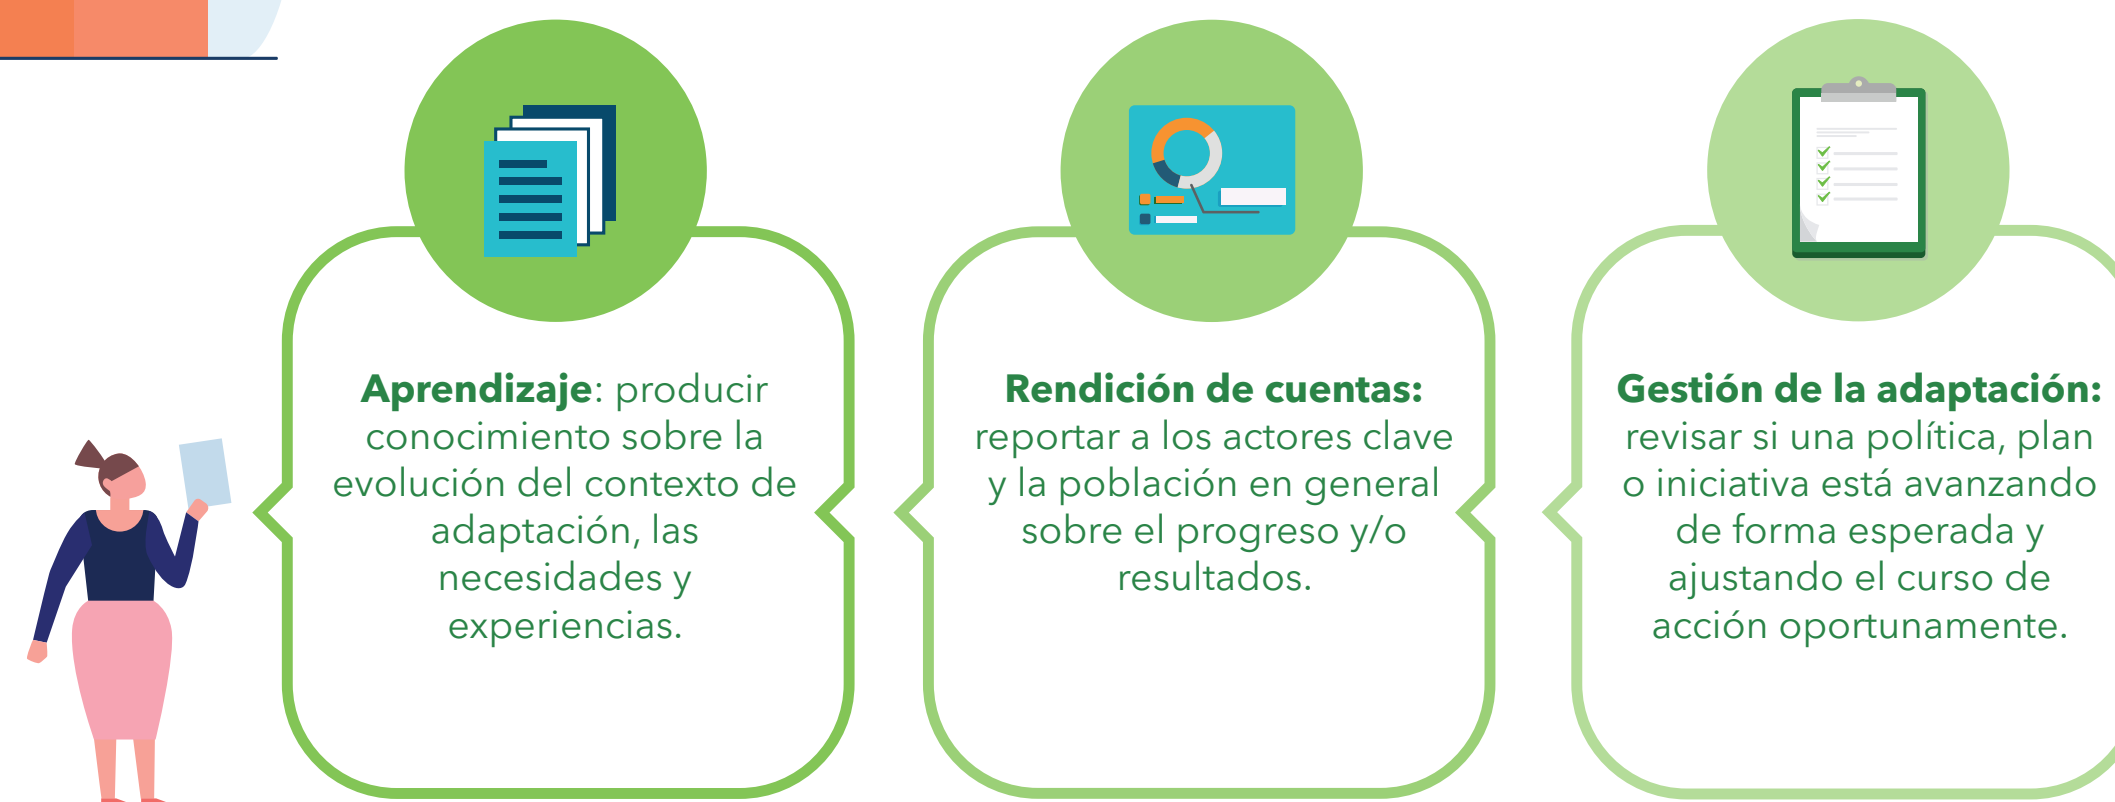 Aprendizaje: producir
conocimiento sobre la
evolución del contexto de
adaptación, las
necesidades y
experiencias.
Rendición de cuentas:
reportar a los actores clave
y la población en general
sobre el progreso y/o
resultados.
Gestión de la adaptación:
revisar si una política, plan
o iniciativa está avanzando
de forma esperada y
ajustando el curso de
acción oportunamente.